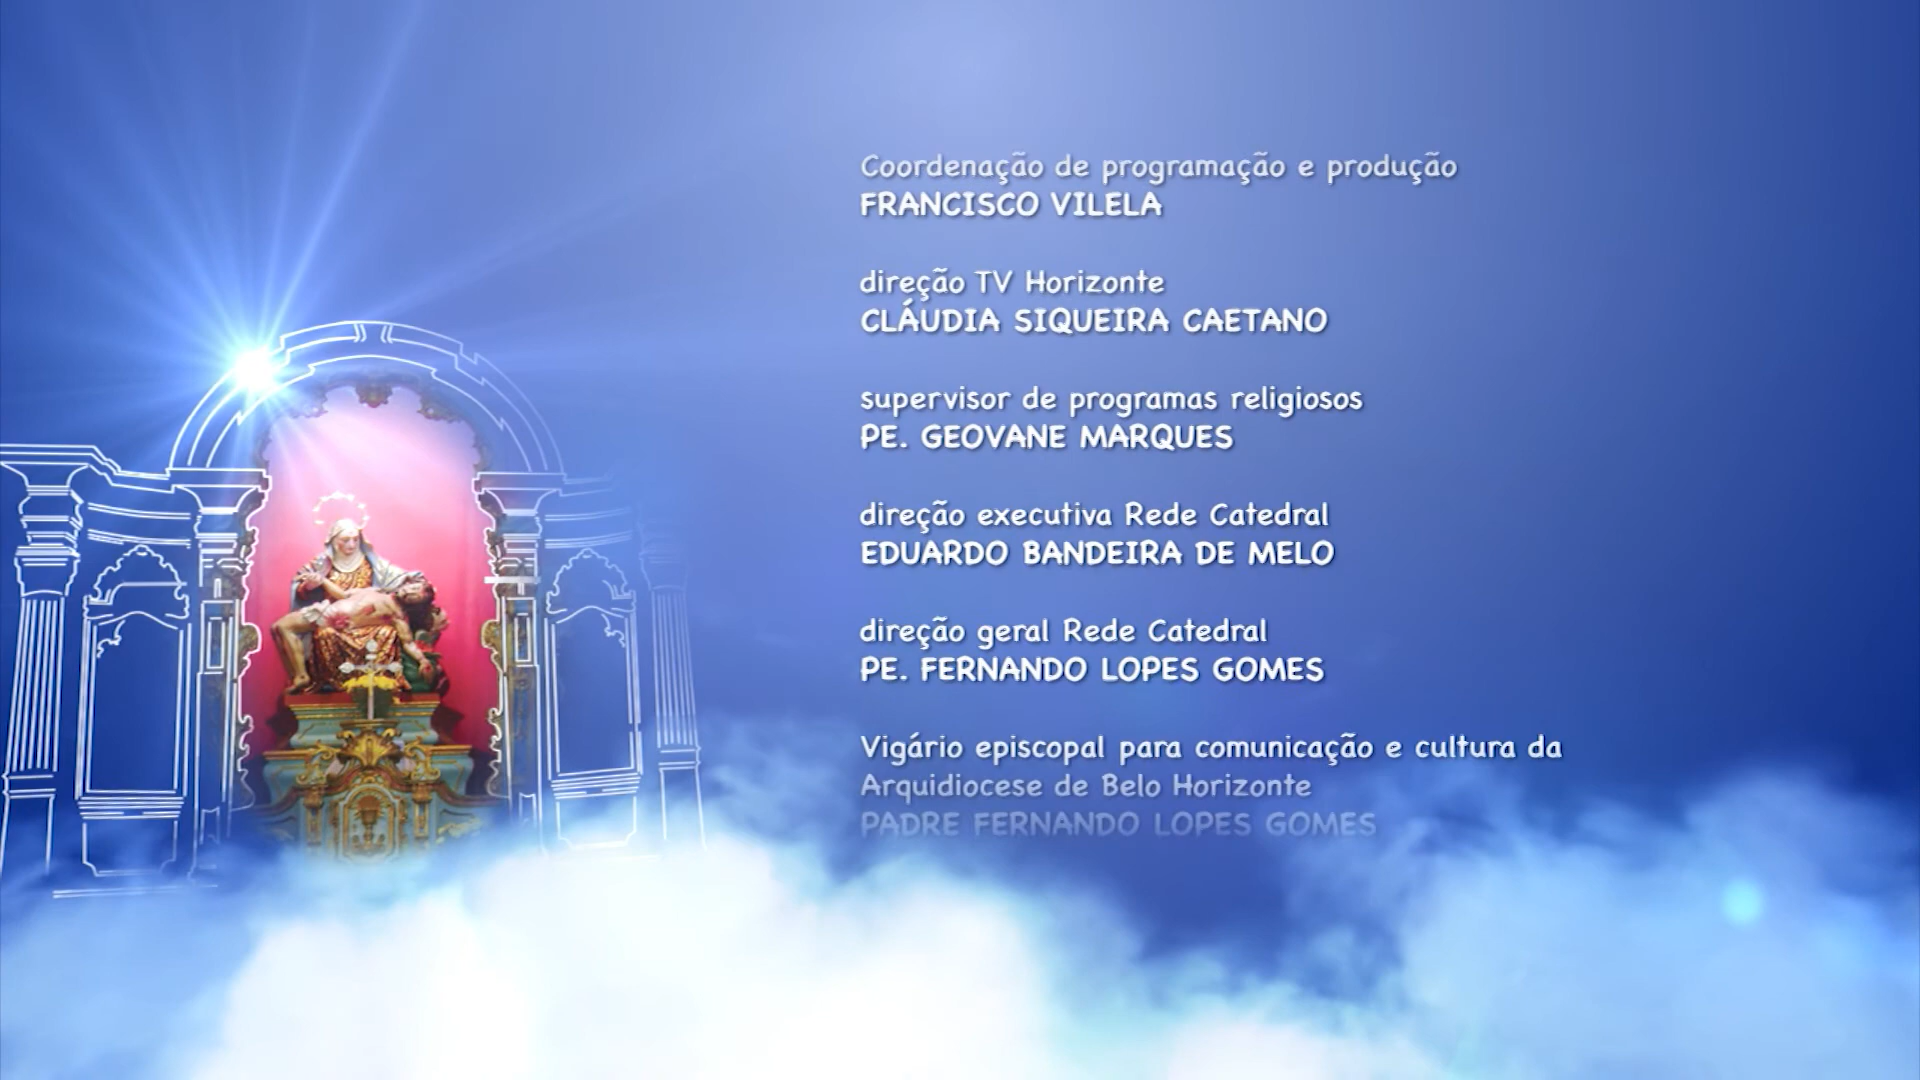 Coordenação de programação e produção
FRANCISCO VILELA
direção TV Horizonte
CLÁUDIA SIQUEIRA CAETANO
supervisor de programas religiosos
PE. GEOVANE MARQUES
direção executiva Rede Catedral
EDUARDO BANDEIRA DE MELO
direção geral Rede Catedral
PE. FERNANDO LOPES GOMES
Vigário episcopal para comunicação e cultura da
Arquidiocese de Belo Horizonte
PADRE FERNANDO LOPES GOMES